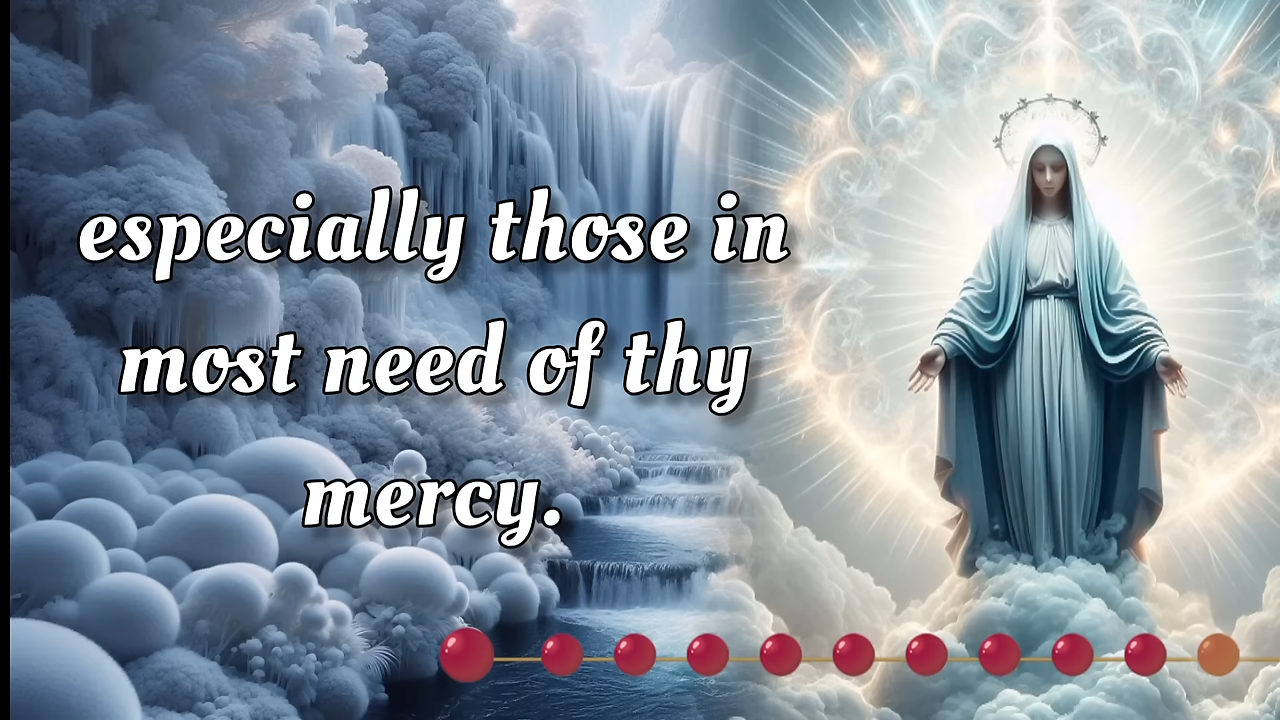 especially those in
most need of thy
mercy.